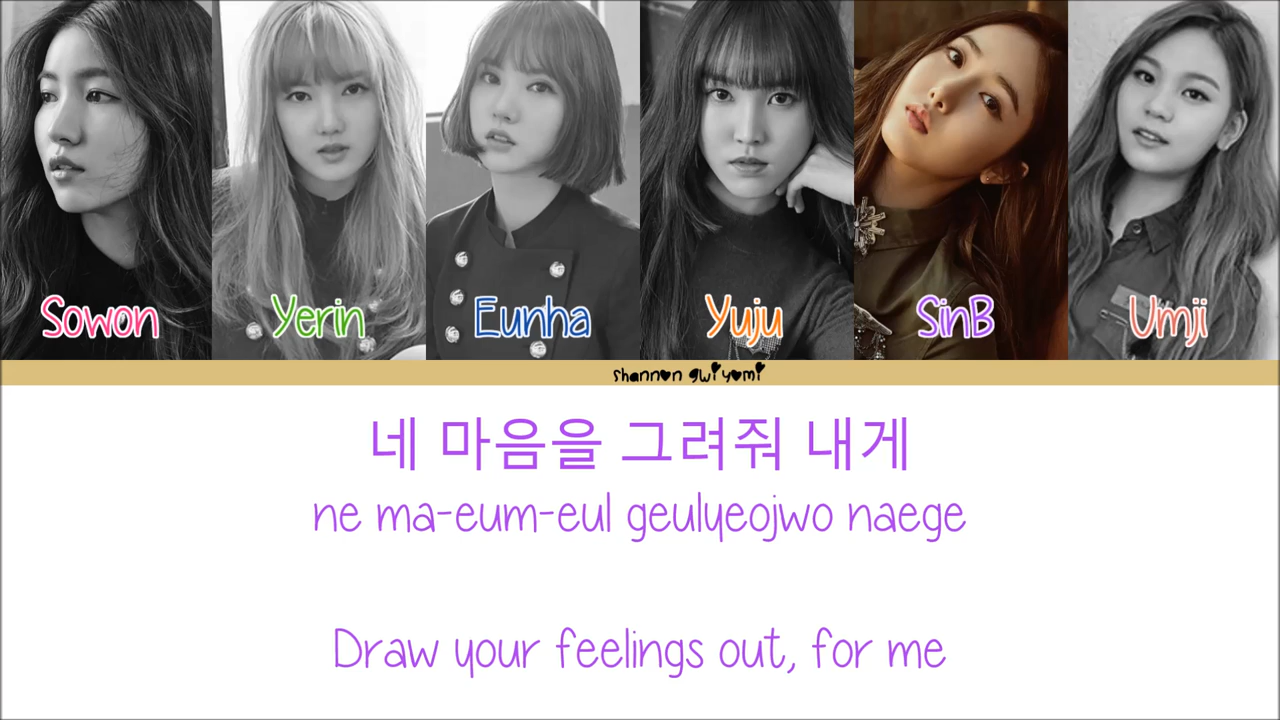 Sowon Yerin Eunha Yuju SinB Umji
shannon gwiyomi
네 마음을 그려줘 내게
ne ma-eum-eul geulyeojwo naege
Draw your feelings out, for me